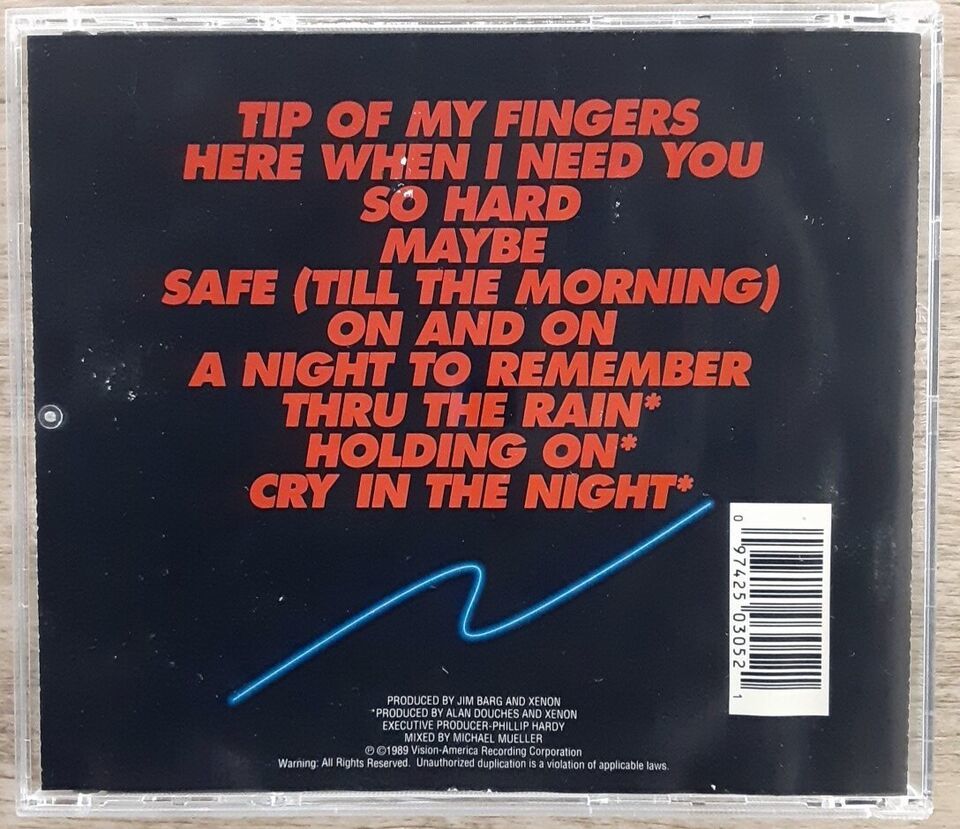 TIP OF MY FINGERS
HERE WHEN I NEED YOU
SO HARD
MAYBE
SAFE (TILL THE MORNING)
ON AND ON
A NIGHT TO REMEMBER
THRU THE RAIN*
HOLDING ON*
CRY IN THE NIGHT*
0 97425 03052 1
PRODUCED BY JIM BARG AND XENON
*PRODUCED BY ALAN DOUCHES AND XENON
EXECUTIVE PRODUCER-PHILLIP HARDY
MIXED BY MICHAEL MUELLER
℗ ©1989 Vision-America Recording Corporation
Warning: All Rights Reserved. Unauthorized duplication is a violation of applicable laws.